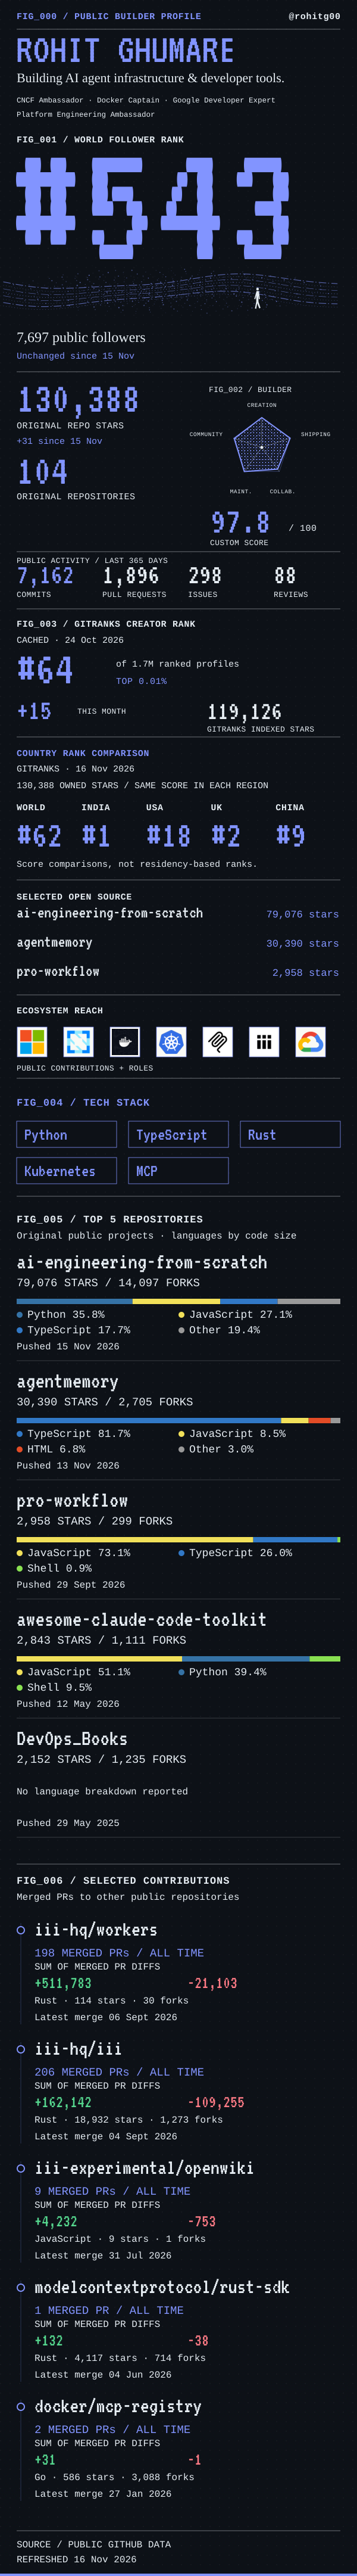 FIG_000 / PUBLIC BUILDER PROFILE @rohitg00
ROHIT GHUMARE
Building AI agent infrastructure & developer tools.
CNCF Ambassador · Docker Captain · Google Developer Expert
Platform Engineering Ambassador
FIG_001 / WORLD FOLLOWER RANK
#543
7,697 public followers
Unchanged since 15 Nov
130,388
ORIGINAL REPO STARS
+31 since 15 Nov
104
ORIGINAL REPOSITORIES
FIG_002 / BUILDER
CREATION
COMMUNITY
SHIPPING
MAINT.
COLLAB.
97.8 / 100
CUSTOM SCORE
PUBLIC ACTIVITY / LAST 365 DAYS
7,162 1,896 298 88
COMMITS PULL REQUESTS ISSUES REVIEWS
FIG_003 / GITRANKS CREATOR RANK
CACHED · 24 Oct 2026
#64
of 1.7M ranked profiles
TOP 0.01%
+15 THIS MONTH
119,126
GITRANKS INDEXED STARS
COUNTRY RANK COMPARISON
GITRANKS · 16 Nov 2026
130,388 OWNED STARS / SAME SCORE IN EACH REGION
WORLD INDIA USA UK CHINA
#62 #1 #18 #2 #9
Score comparisons, not residency-based ranks.
SELECTED OPEN SOURCE
ai-engineering-from-scratch 79,076 stars
agentmemory 30,390 stars
pro-workflow 2,958 stars
ECOSYSTEM REACH
PUBLIC CONTRIBUTIONS + ROLES
FIG_004 / TECH STACK
Python TypeScript Rust
Kubernetes MCP
FIG_005 / TOP 5 REPOSITORIES
Original public projects · languages by code size
ai-engineering-from-scratch
79,076 STARS / 14,097 FORKS
Python 35.8% JavaScript 27.1%
TypeScript 17.7% Other 19.4%
Pushed 15 Nov 2026
agentmemory
30,390 STARS / 2,705 FORKS
TypeScript 81.7% JavaScript 8.5%
HTML 6.8% Other 3.0%
Pushed 13 Nov 2026
pro-workflow
2,958 STARS / 299 FORKS
JavaScript 73.1% TypeScript 26.0%
Shell 0.9%
Pushed 29 Sept 2026
awesome-claude-code-toolkit
2,843 STARS / 1,111 FORKS
JavaScript 51.1% Python 39.4%
Shell 9.5%
Pushed 12 May 2026
DevOps_Books
2,152 STARS / 1,235 FORKS
No language breakdown reported
Pushed 29 May 2025
FIG_006 / SELECTED CONTRIBUTIONS
Merged PRs to other public repositories
iii-hq/workers
198 MERGED PRs / ALL TIME
SUM OF MERGED PR DIFFS
+511,783 -21,103
Rust · 114 stars · 30 forks
Latest merge 06 Sept 2026
iii-hq/iii
206 MERGED PRs / ALL TIME
SUM OF MERGED PR DIFFS
+162,142 -109,255
Rust · 18,932 stars · 1,273 forks
Latest merge 04 Sept 2026
iii-experimental/openwiki
9 MERGED PRs / ALL TIME
SUM OF MERGED PR DIFFS
+4,232 -753
JavaScript · 9 stars · 1 forks
Latest merge 31 Jul 2026
modelcontextprotocol/rust-sdk
1 MERGED PR / ALL TIME
SUM OF MERGED PR DIFFS
+132 -38
Rust · 4,117 stars · 714 forks
Latest merge 04 Jun 2026
docker/mcp-registry
2 MERGED PRs / ALL TIME
SUM OF MERGED PR DIFFS
+31 -1
Go · 586 stars · 3,088 forks
Latest merge 27 Jan 2026
SOURCE / PUBLIC GITHUB DATA
REFRESHED 16 Nov 2026